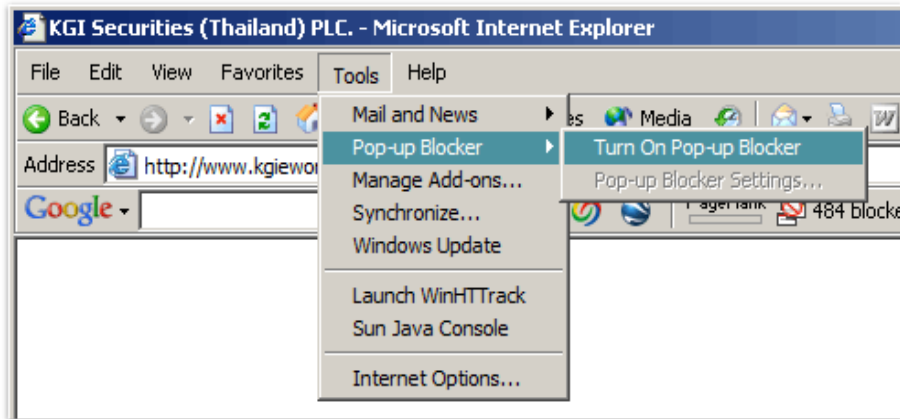 KGI Securities (Thailand) PLC. - Microsoft Internet Explorer
File Edit View Favorites Tools Help
Back Media
Mail and News
Pop-up Blocker
Turn On Pop-up Blocker
Address http://www.kgiewor
Manage Add-ons...
Pop-up Blocker Settings...
Google
Synchronize...
484 blocke
Windows Update
Launch WinHTTrack
Sun Java Console
Internet Options...